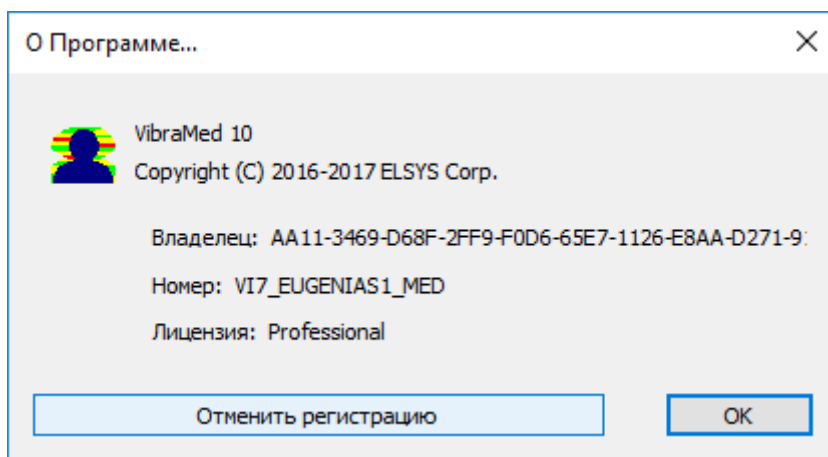 О Программе...
VibraMed 10
Copyright (C) 2016-2017 ELSYS Corp.
Владелец: AA11-3469-D68F-2FF9-F0D6-65E7-1126-E8AA-D271-9
Номер: VI7_EUGENIAS1_MED
Лицензия: Professional
Отменить регистрацию
OK